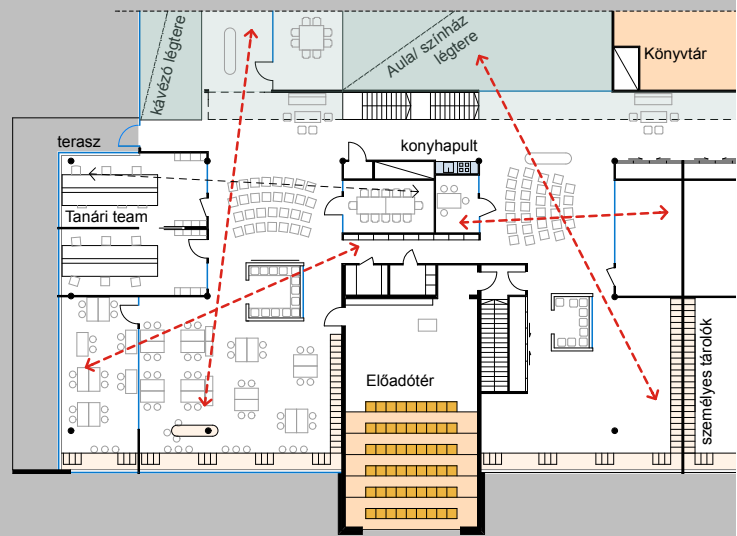 kávézó légtere
Aula/ színház
légtere
Könyvtár
terasz
konyhapult
Tanári team
Előadótér
személyes tárolók